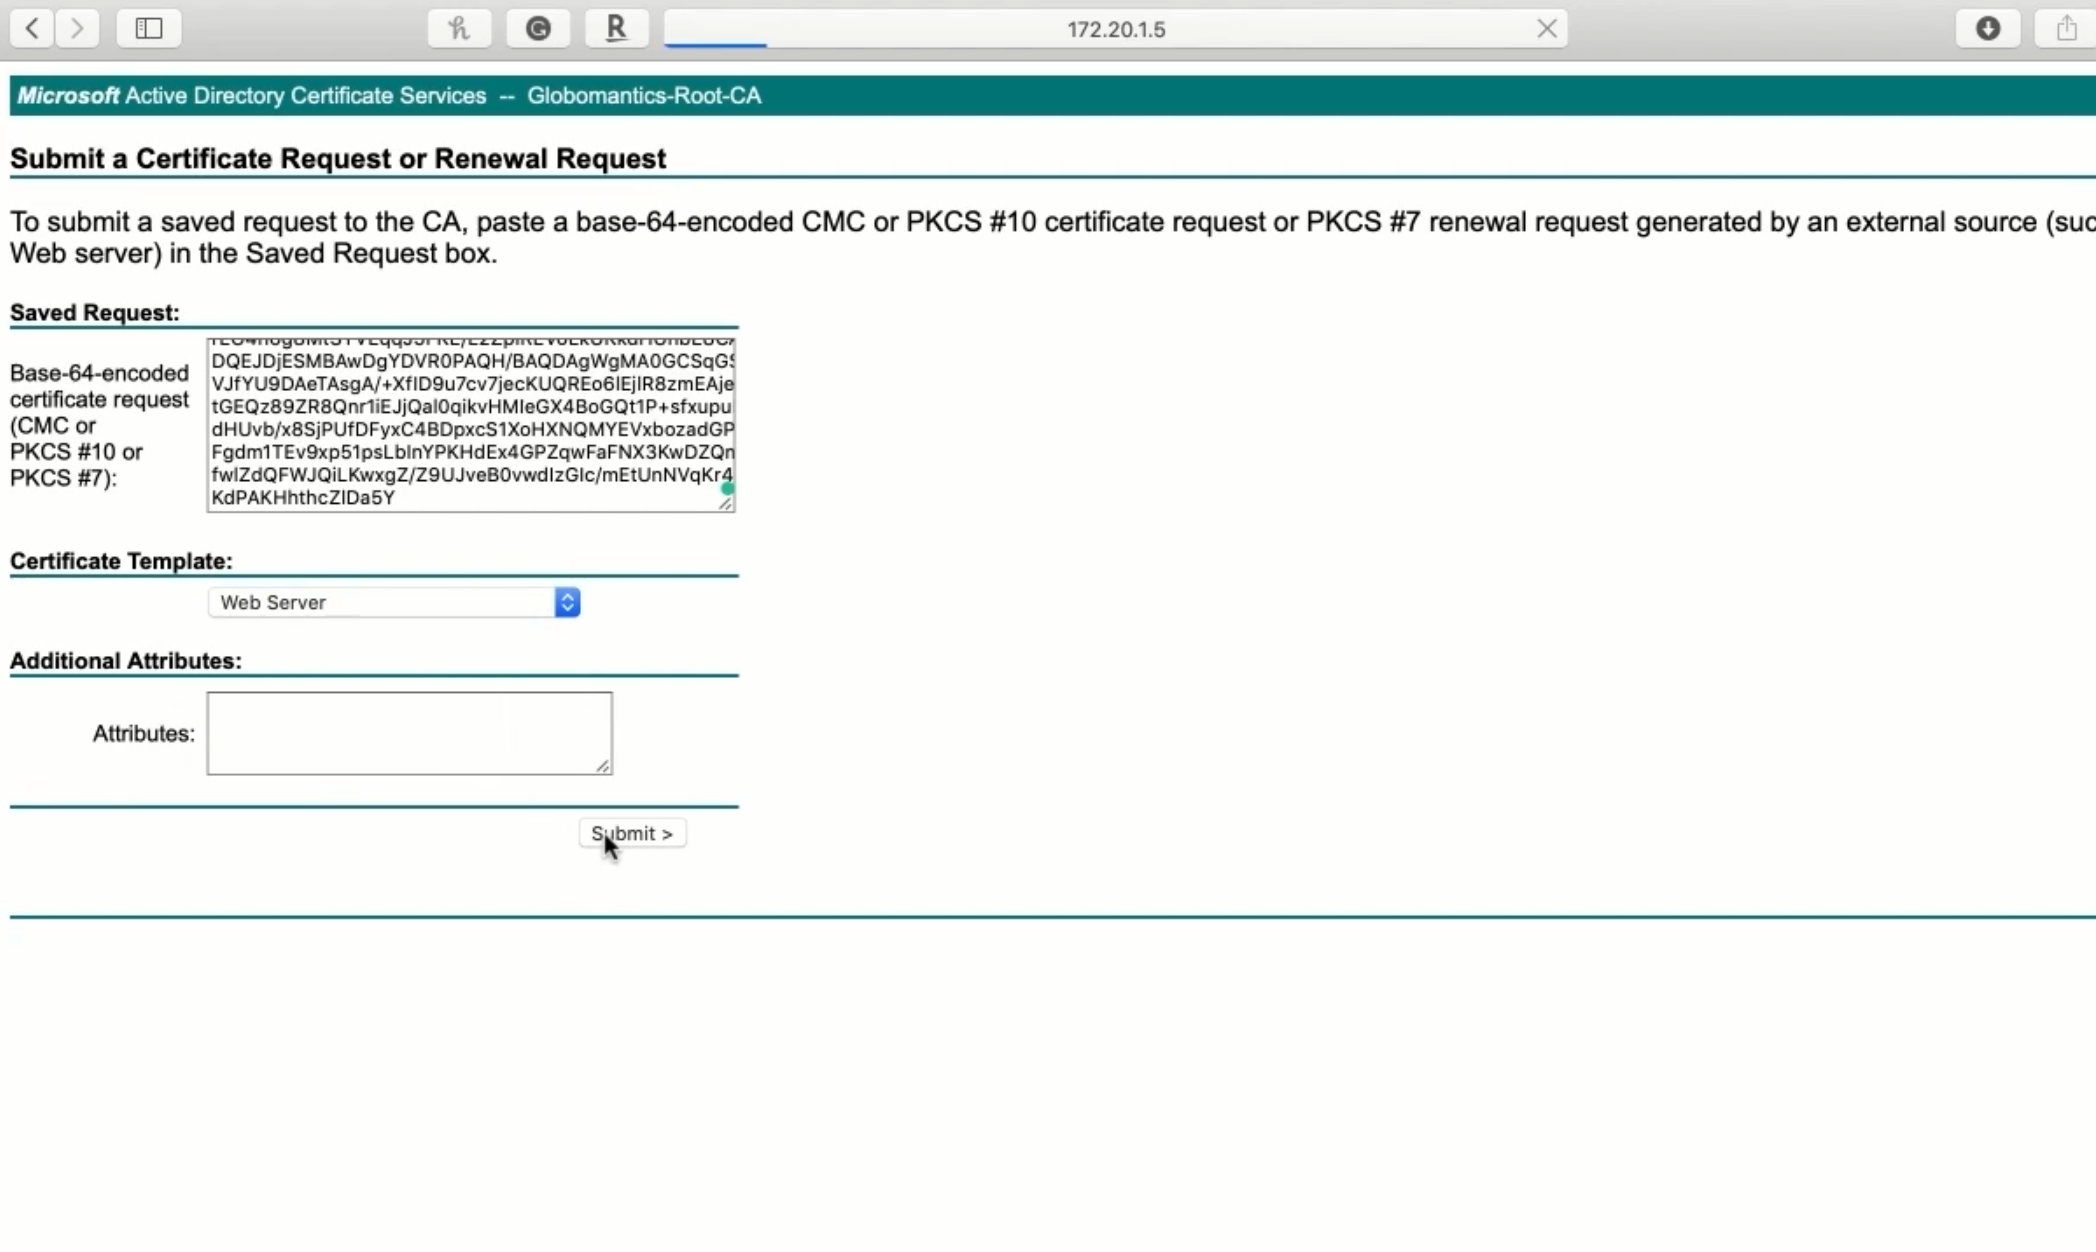 172.20.1.5
Microsoft Active Directory Certificate Services -- Globomantics-Root-CA
Submit a Certificate Request or Renewal Request
To submit a saved request to the CA, paste a base-64-encoded CMC or PKCS #10 certificate request or PKCS #7 renewal request generated by an external source (suc
Web server) in the Saved Request box.
Saved Request:
Base-64-encoded
certificate request
(CMC or
PKCS #10 or
PKCS #7):
DQEJDjESMBAwDgYDVR0PAQH/BAQDAgWgMA0GCSqGS
VJfYU9DAeTAsgA/+XfID9u7cv7jecKUQREo6IEjlR8zmEAje
tGEQz89ZR8Qnr1iEJjQal0qikvHMIeGX4BoGQt1P+sfxupu
dHUvb/x8SjPUfDFyxC4BDpxcS1XoHXNQMYEVxbozadGP
Fgdm1TEv9xp51psLblnYPKHdEx4GPZqwFaFNX3KwDZQn
fwlZdQFWJQiLKwxgZ/Z9UJveB0vwdIzGlc/mEtUnNVqKr4
KdPAKHhthcZlDa5Y
Certificate Template:
Web Server
Additional Attributes:
Attributes:
Submit >